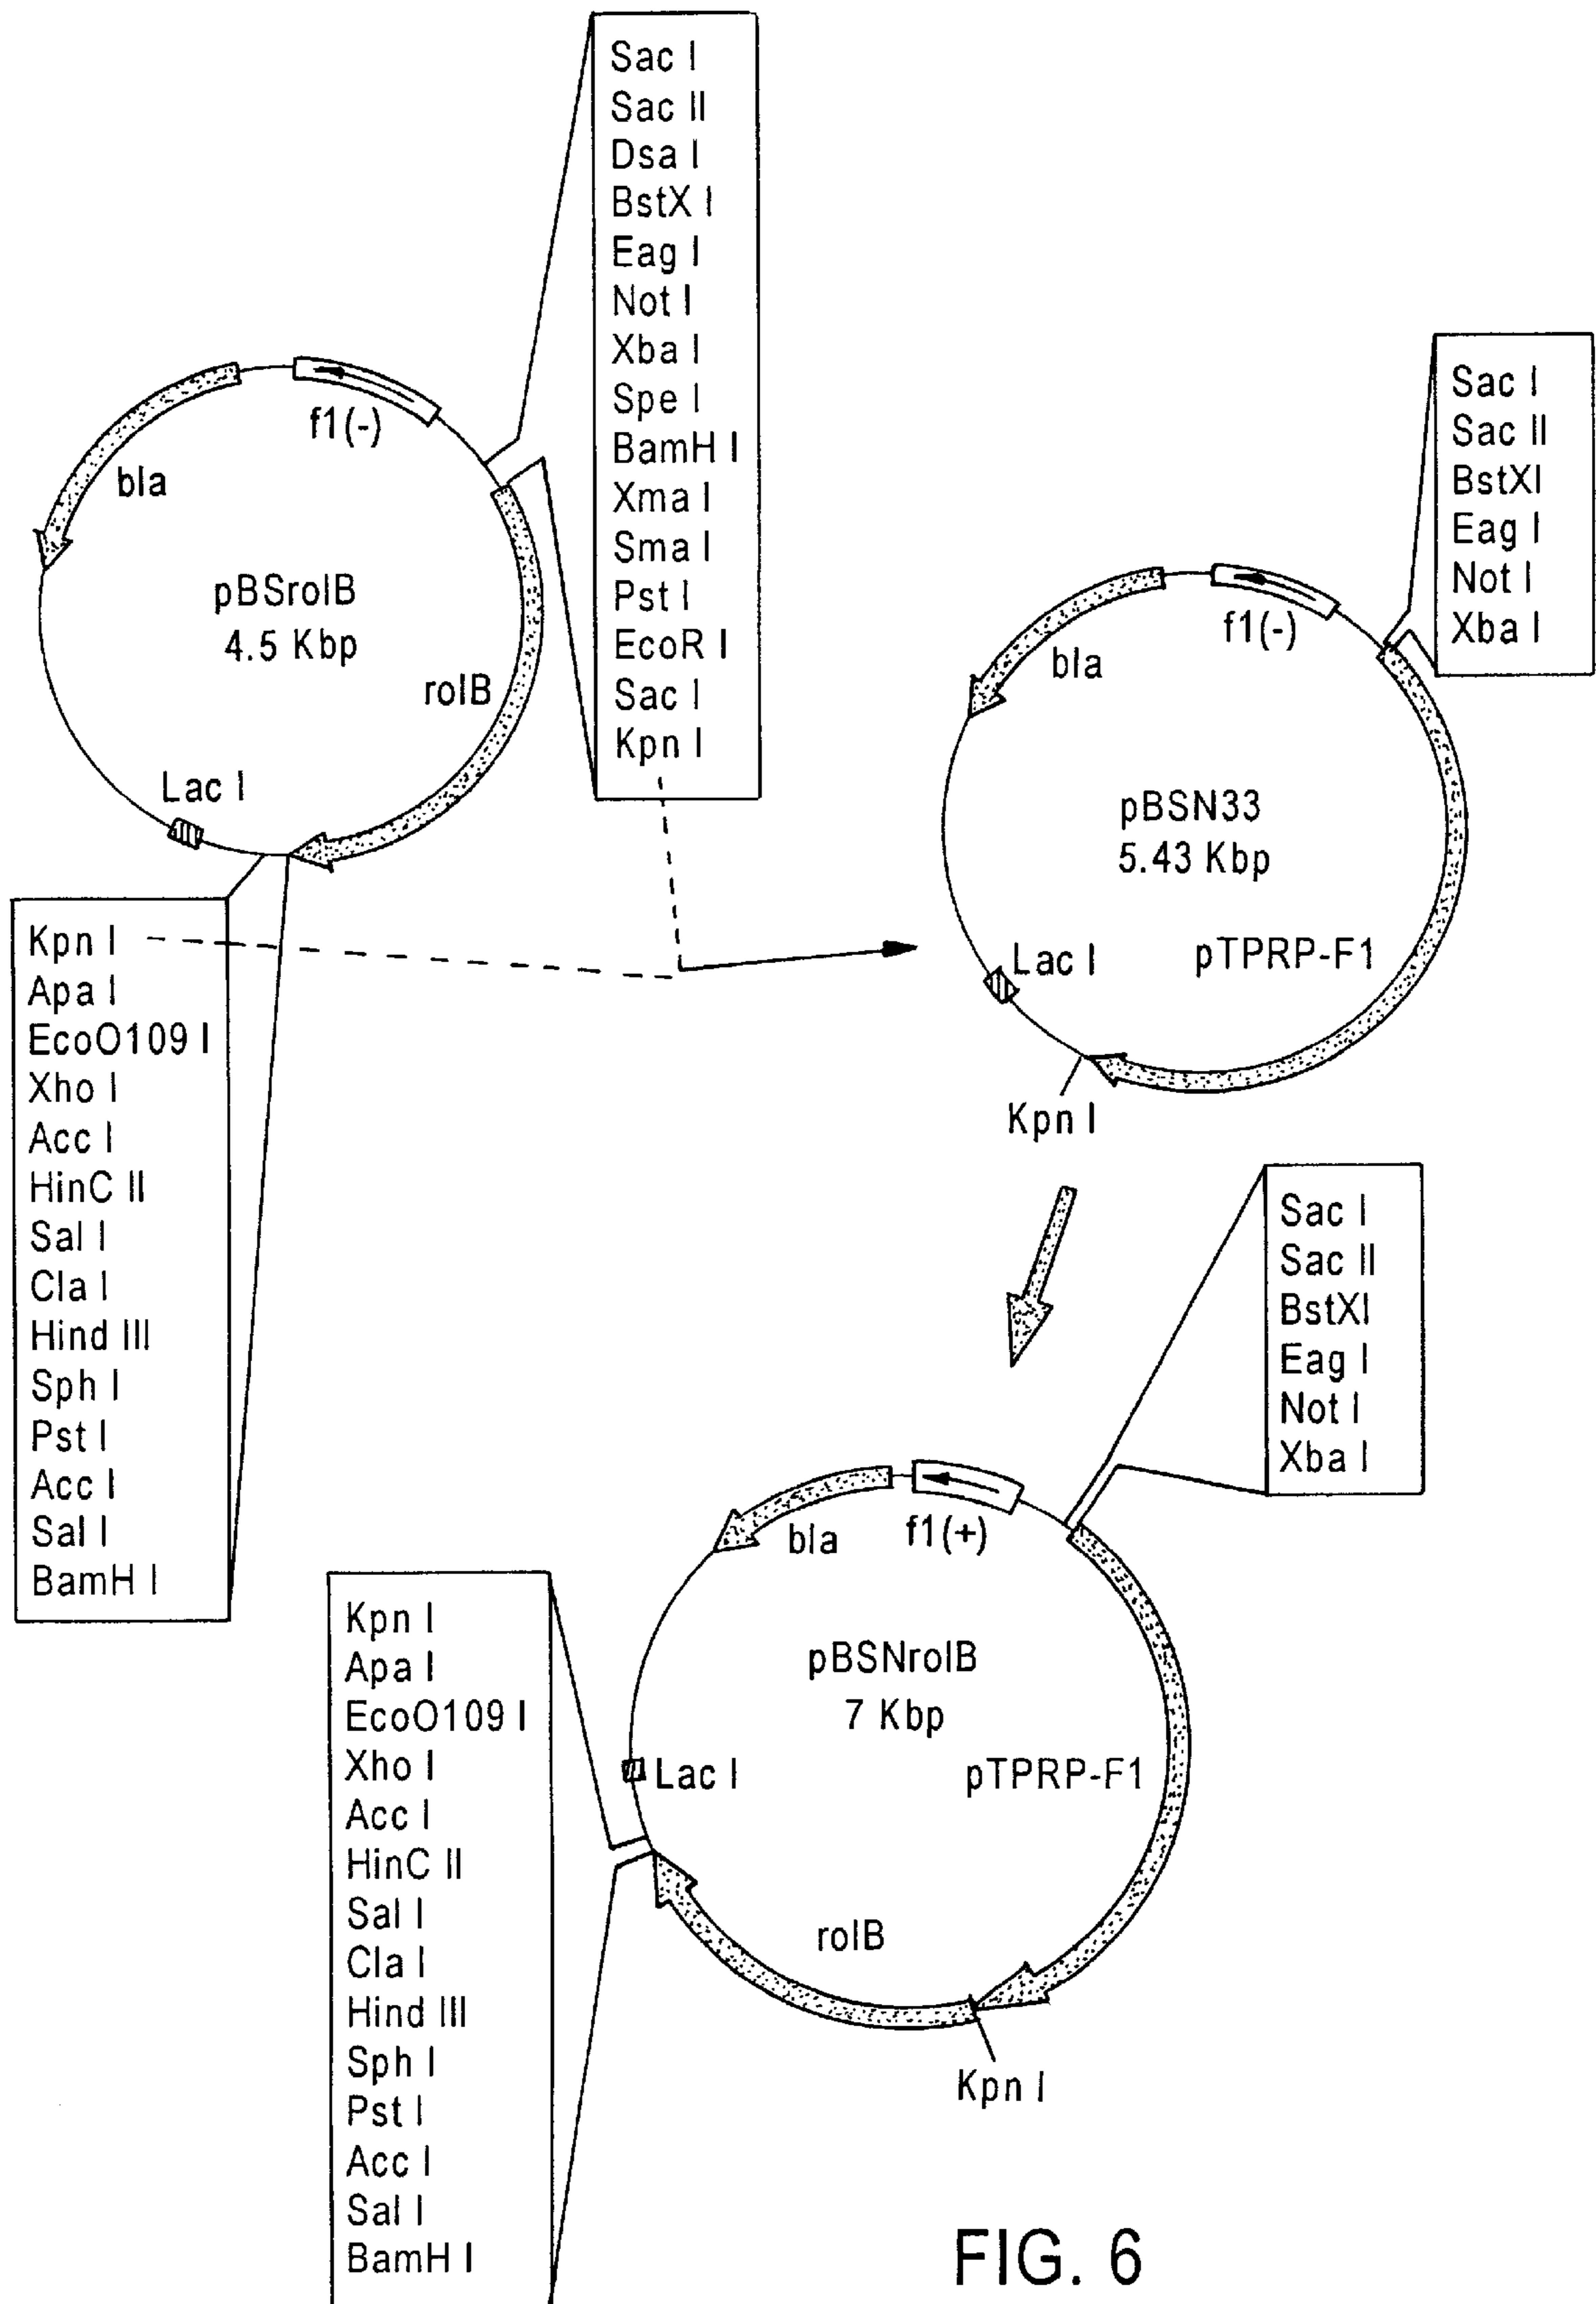 Sac I
Sac II
Dsa I
BstX I
Eag I
Not I
Xba I
Spe I
BamH I
Xma I
Sma I
Pst I
EcoR I
Sac I
Kpn I
f1(-)
bla
pBSrolB
4.5 Kbp
rolB
Lac I
Kpn I
Apa I
EcoO109 I
Xho I
Acc I
HinC II
Sal I
Cla I
Hind III
Sph I
Pst I
Acc I
Sal I
BamH I
Sac I
Sac II
BstXI
Eag I
Not I
Xba I
f1(-)
bla
pBSN33
5.43 Kbp
Lac I
pTPRP-F1
Kpn I
Sac I
Sac II
BstXI
Eag I
Not I
Xba I
bla
f1(+)
pBSNrolB
7 Kbp
Lac I
pTPRP-F1
rolB
Kpn I
Kpn I
Apa I
EcoO109 I
Xho I
Acc I
HinC II
Sal I
Cla I
Hind III
Sph I
Pst I
Acc I
Sal I
BamH I
FIG. 6